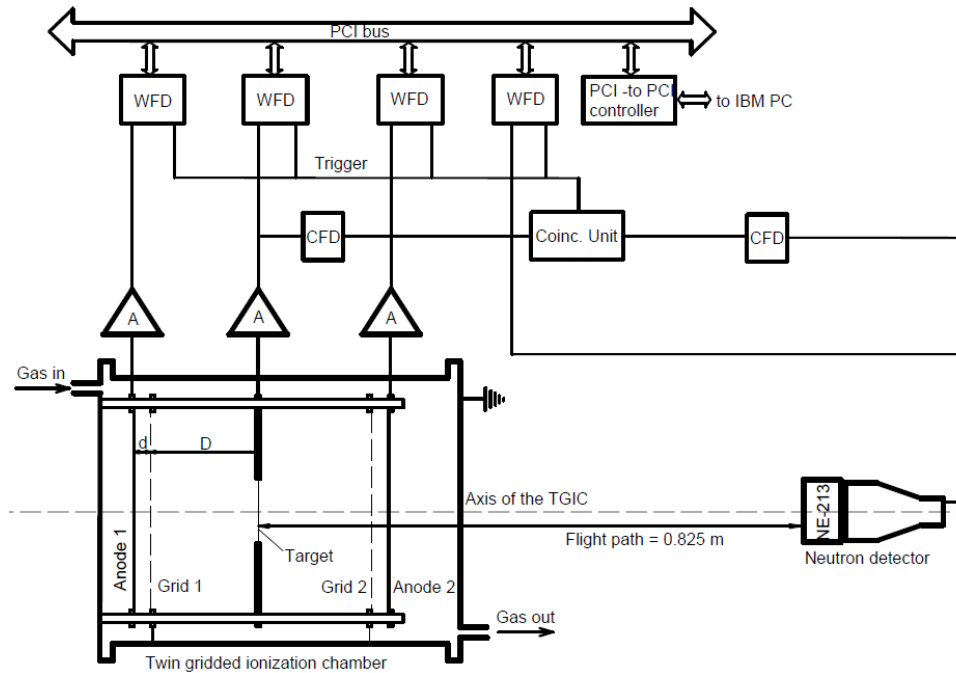 PCI bus
WFD
WFD
WFD
WFD
PCI -to PCI
controller
to IBM PC
Trigger
CFD
Coinc. Unit
CFD
A
A
A
Gas in
d
D
Axis of the TGIC
NE-213
Flight path = 0.825 m
Target
Neutron detector
Anode 1
Grid 1
Grid 2
Anode 2
Gas out
Twin gridded ionization chamber